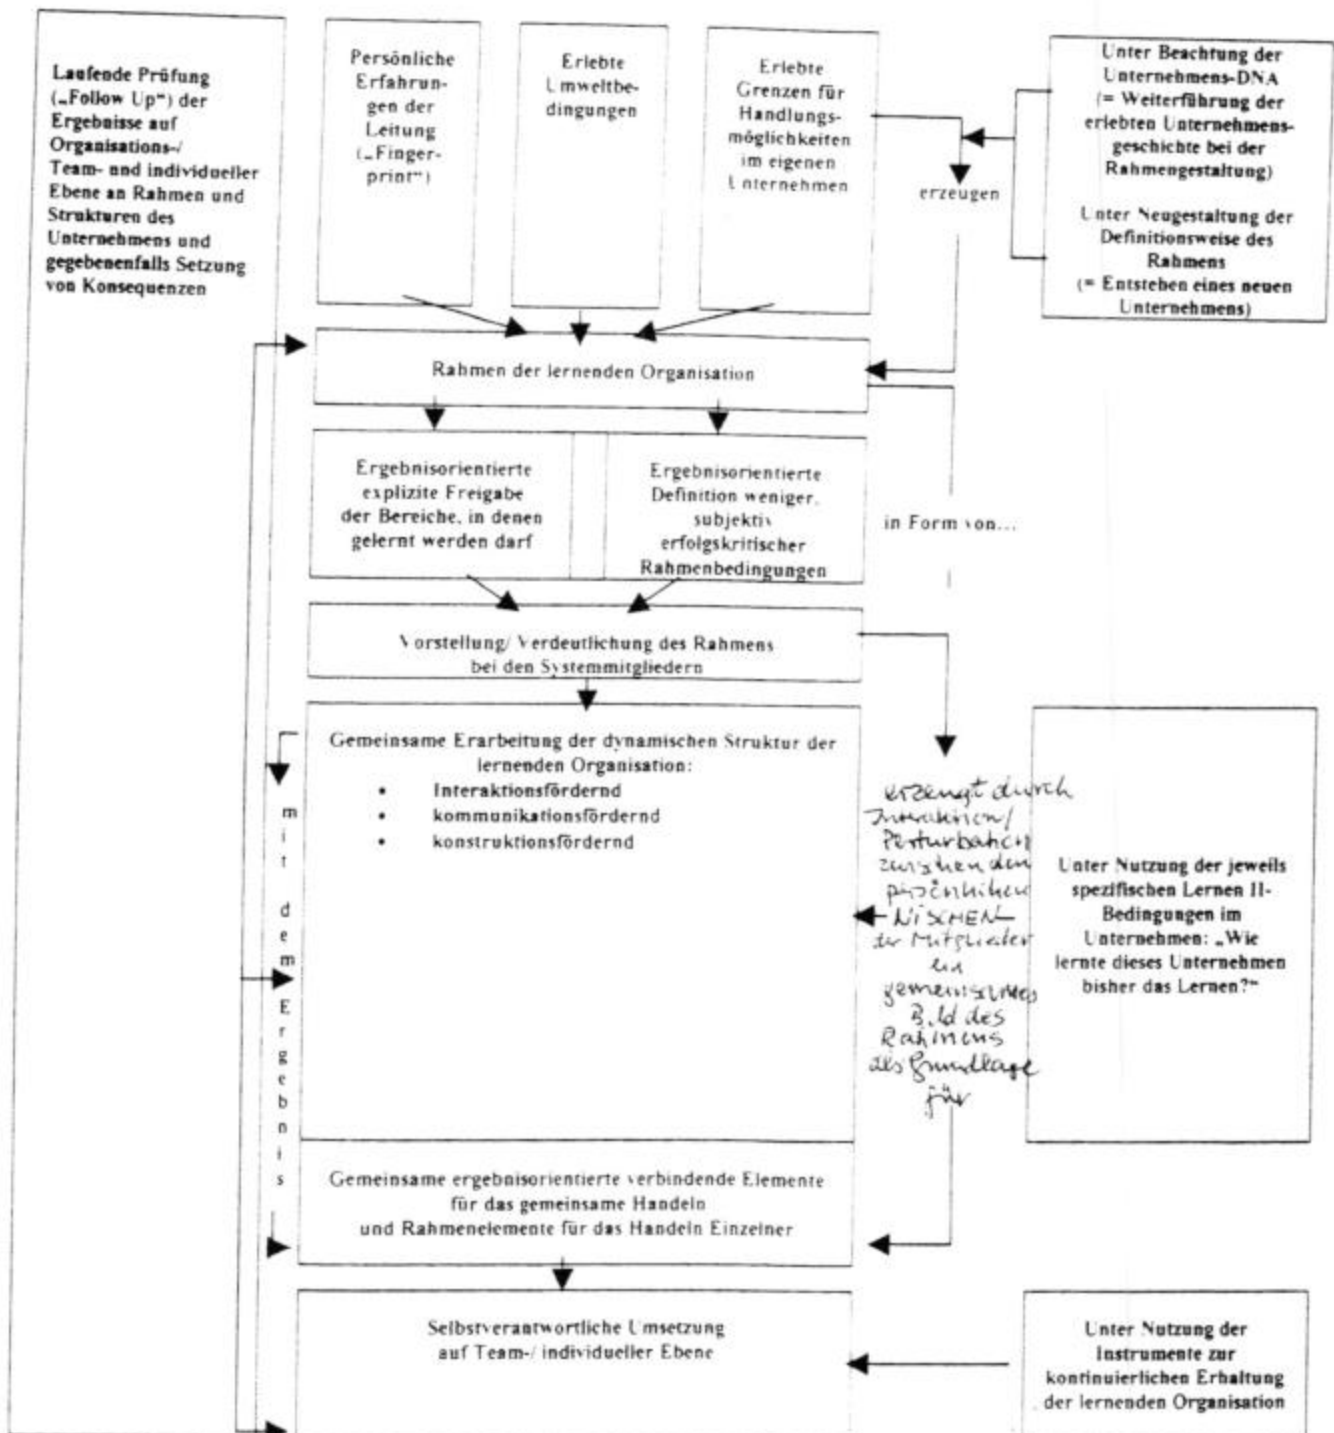 Laufende Prüfung
(„Follow Up“) der
Ergebnisse auf
Organisations-/
Team- und individueller
Ebene an Rahmen und
Strukturen des
Unternehmens und
gegebenenfalls Setzung
von Konsequenzen
Persönliche
Erfahrun-
gen der
Leitung
(„Finger-
print“)
Erlebte
Umweltbe-
dingungen
Erlebte
Grenzen für
Handlungs-
möglichkeiten
im eigenen
Unternehmen
erzeugen
Unter Beachtung der
Unternehmens-DNA
(= Weiterführung der
erlebten Unternehmens-
geschichte bei der
Rahmengestaltung)
Unter Neugestaltung der
Definitionsweise des
Rahmens
(= Entstehen eines neuen
Unternehmens)
Rahmen der lernenden Organisation
Ergebnisorientierte
explizite Freigabe
der Bereiche, in denen
gelernt werden darf
Ergebnisorientierte
Definition weniger,
subjektiv
erfolgskritischer
Rahmenbedingungen
in Form von...
Vorstellung/ Verdeutlichung des Rahmens
bei den Systemmitgliedern
Gemeinsame Erarbeitung der dynamischen Struktur der
lernenden Organisation:
• Interaktionsfördernd
• kommunikationsfördernd
• konstruktionsfördernd
mit dem Ergebnis
erzeugt durch
Interaktion/
Perturbation
zwischen den
persönlichen
NISCHEN
der Mitglieder
ein
gemeinsames
Bild des
Rahmens
als Grundlage
für
Unter Nutzung der jeweils
spezifischen Lernen II-
Bedingungen im
Unternehmen: „Wie
lernte dieses Unternehmen
bisher das Lernen?“
Gemeinsame ergebnisorientierte verbindende Elemente
für das gemeinsame Handeln
und Rahmenelemente für das Handeln Einzelner
Selbstverantwortliche Umsetzung
auf Team-/ individueller Ebene
Unter Nutzung der
Instrumente zur
kontinuierlichen Erhaltung
der lernenden Organisation